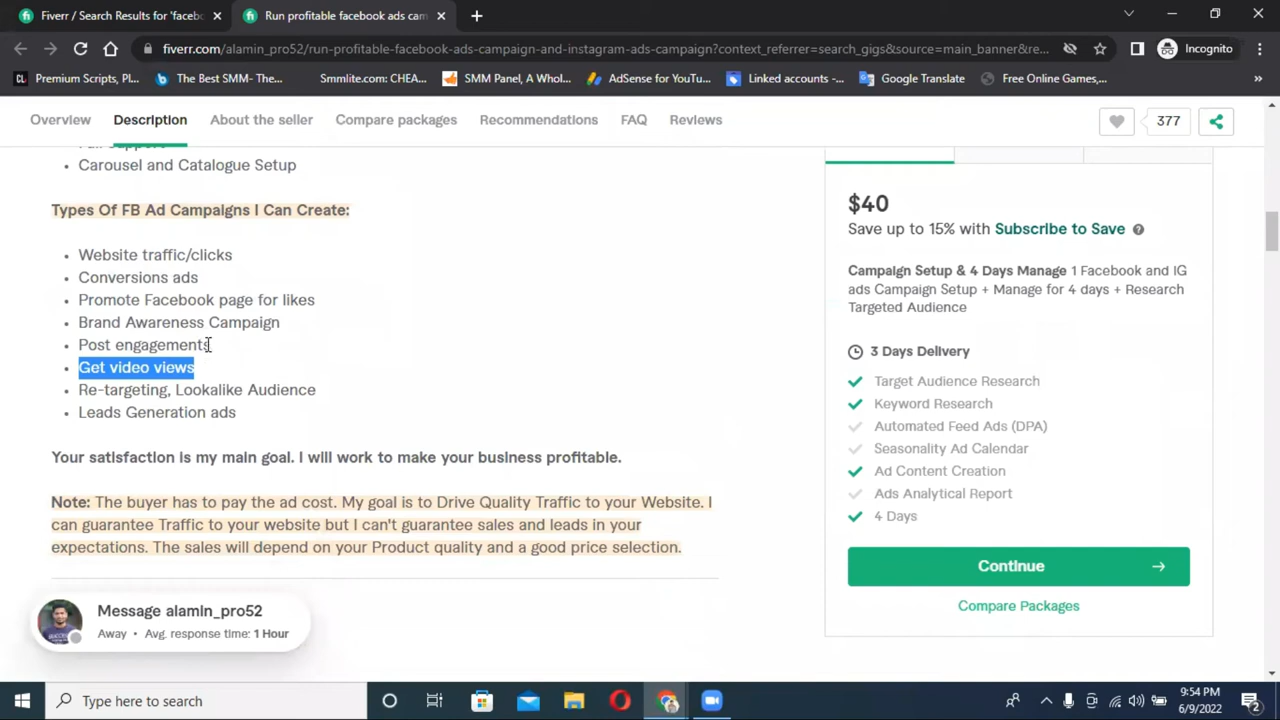 Fiverr / Search Results for 'faceb
Run profitable facebook ads cam
fiverr.com/alamin_pro52/run-profitable-facebook-ads-campaign-and-instagram-ads-campaign?context_referrer=search_gigs&source=main_banner&re...
Incognito
Premium Scripts, Pl...
The Best SMM- The...
Smmlite.com: CHEA...
SMM Panel, A Whol...
AdSense for YouTu...
Linked accounts -...
Google Translate
Free Online Games,...
Overview
Description
About the seller
Compare packages
Recommendations
FAQ
Reviews
377
Full support
Carousel and Catalogue Setup
Types Of FB Ad Campaigns I Can Create:
Website traffic/clicks
Conversions ads
Promote Facebook page for likes
Brand Awareness Campaign
Post engagements
Get video views
Re-targeting, Lookalike Audience
Leads Generation ads
Your satisfaction is my main goal. I will work to make your business profitable.
Note: The buyer has to pay the ad cost. My goal is to Drive Quality Traffic to your Website. I
can guarantee Traffic to your website but I can't guarantee sales and leads in your
expectations. The sales will depend on your Product quality and a good price selection.
Message alamin_pro52
Away • Avg. response time: 1 Hour
$40
Save up to 15% with Subscribe to Save
Campaign Setup & 4 Days Manage 1 Facebook and IG
ads Campaign Setup + Manage for 4 days + Research
Targeted Audience
3 Days Delivery
Target Audience Research
Keyword Research
Automated Feed Ads (DPA)
Seasonality Ad Calendar
Ad Content Creation
Ads Analytical Report
4 Days
Continue
Compare Packages
Type here to search
9:54 PM
6/9/2022
2